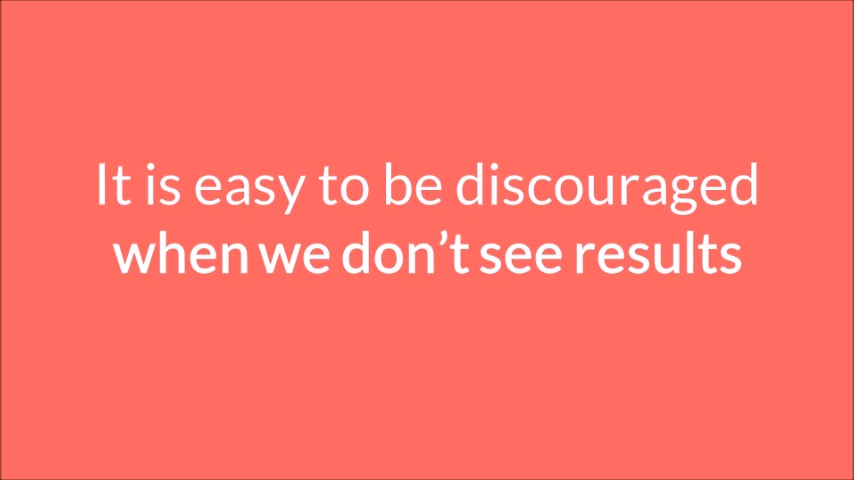 It is easy to be discouraged
when we don’t see results